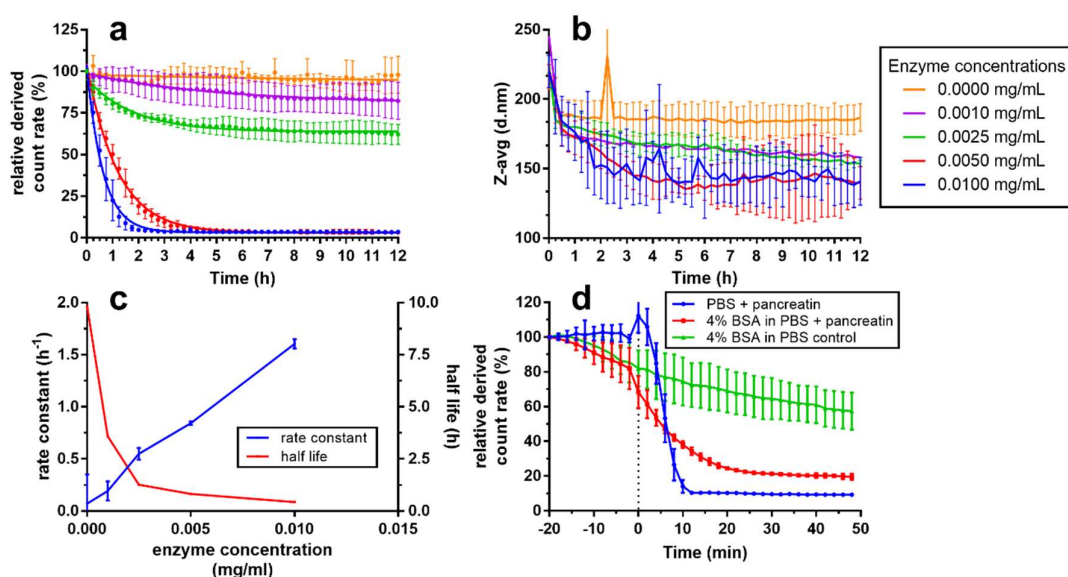 a
relative derived
count rate (%)
125
100
75
50
25
0
0 1 2 3 4 5 6 7 8 9 10 11 12
Time (h)
b
Z-avg (d.nm)
250
200
150
100
0 1 2 3 4 5 6 7 8 9 10 11 12
Time (h)
Enzyme concentrations
0.0000 mg/mL
0.0010 mg/mL
0.0025 mg/mL
0.0050 mg/mL
0.0100 mg/mL
c
rate constant (h-1)
2.0
1.5
1.0
0.5
0.0
rate constant
half life
10.0
8.0
6.0
4.0
2.0
0.0
half life (h)
0.000 0.005 0.010 0.015
enzyme concentration
(mg/ml)
d
PBS + pancreatin
4% BSA in PBS + pancreatin
4% BSA in PBS control
relative derived
count rate (%)
120
100
80
60
40
20
0
-20 -10 0 10 20 30 40 50
Time (min)